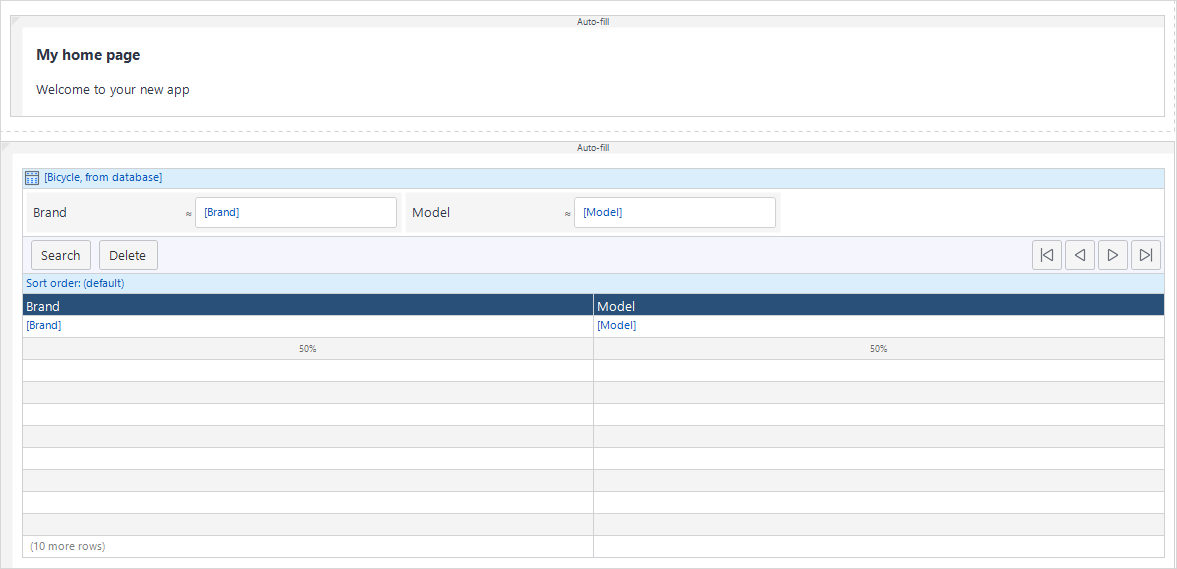 Auto-fill
My home page
Welcome to your new app
Auto-fill
[Bicycle, from database]
Brand ≈ [Brand] Model ≈ [Model]
Search Delete
Sort order: (default)
Brand Model
[Brand] [Model]
50% 50%
(10 more rows)